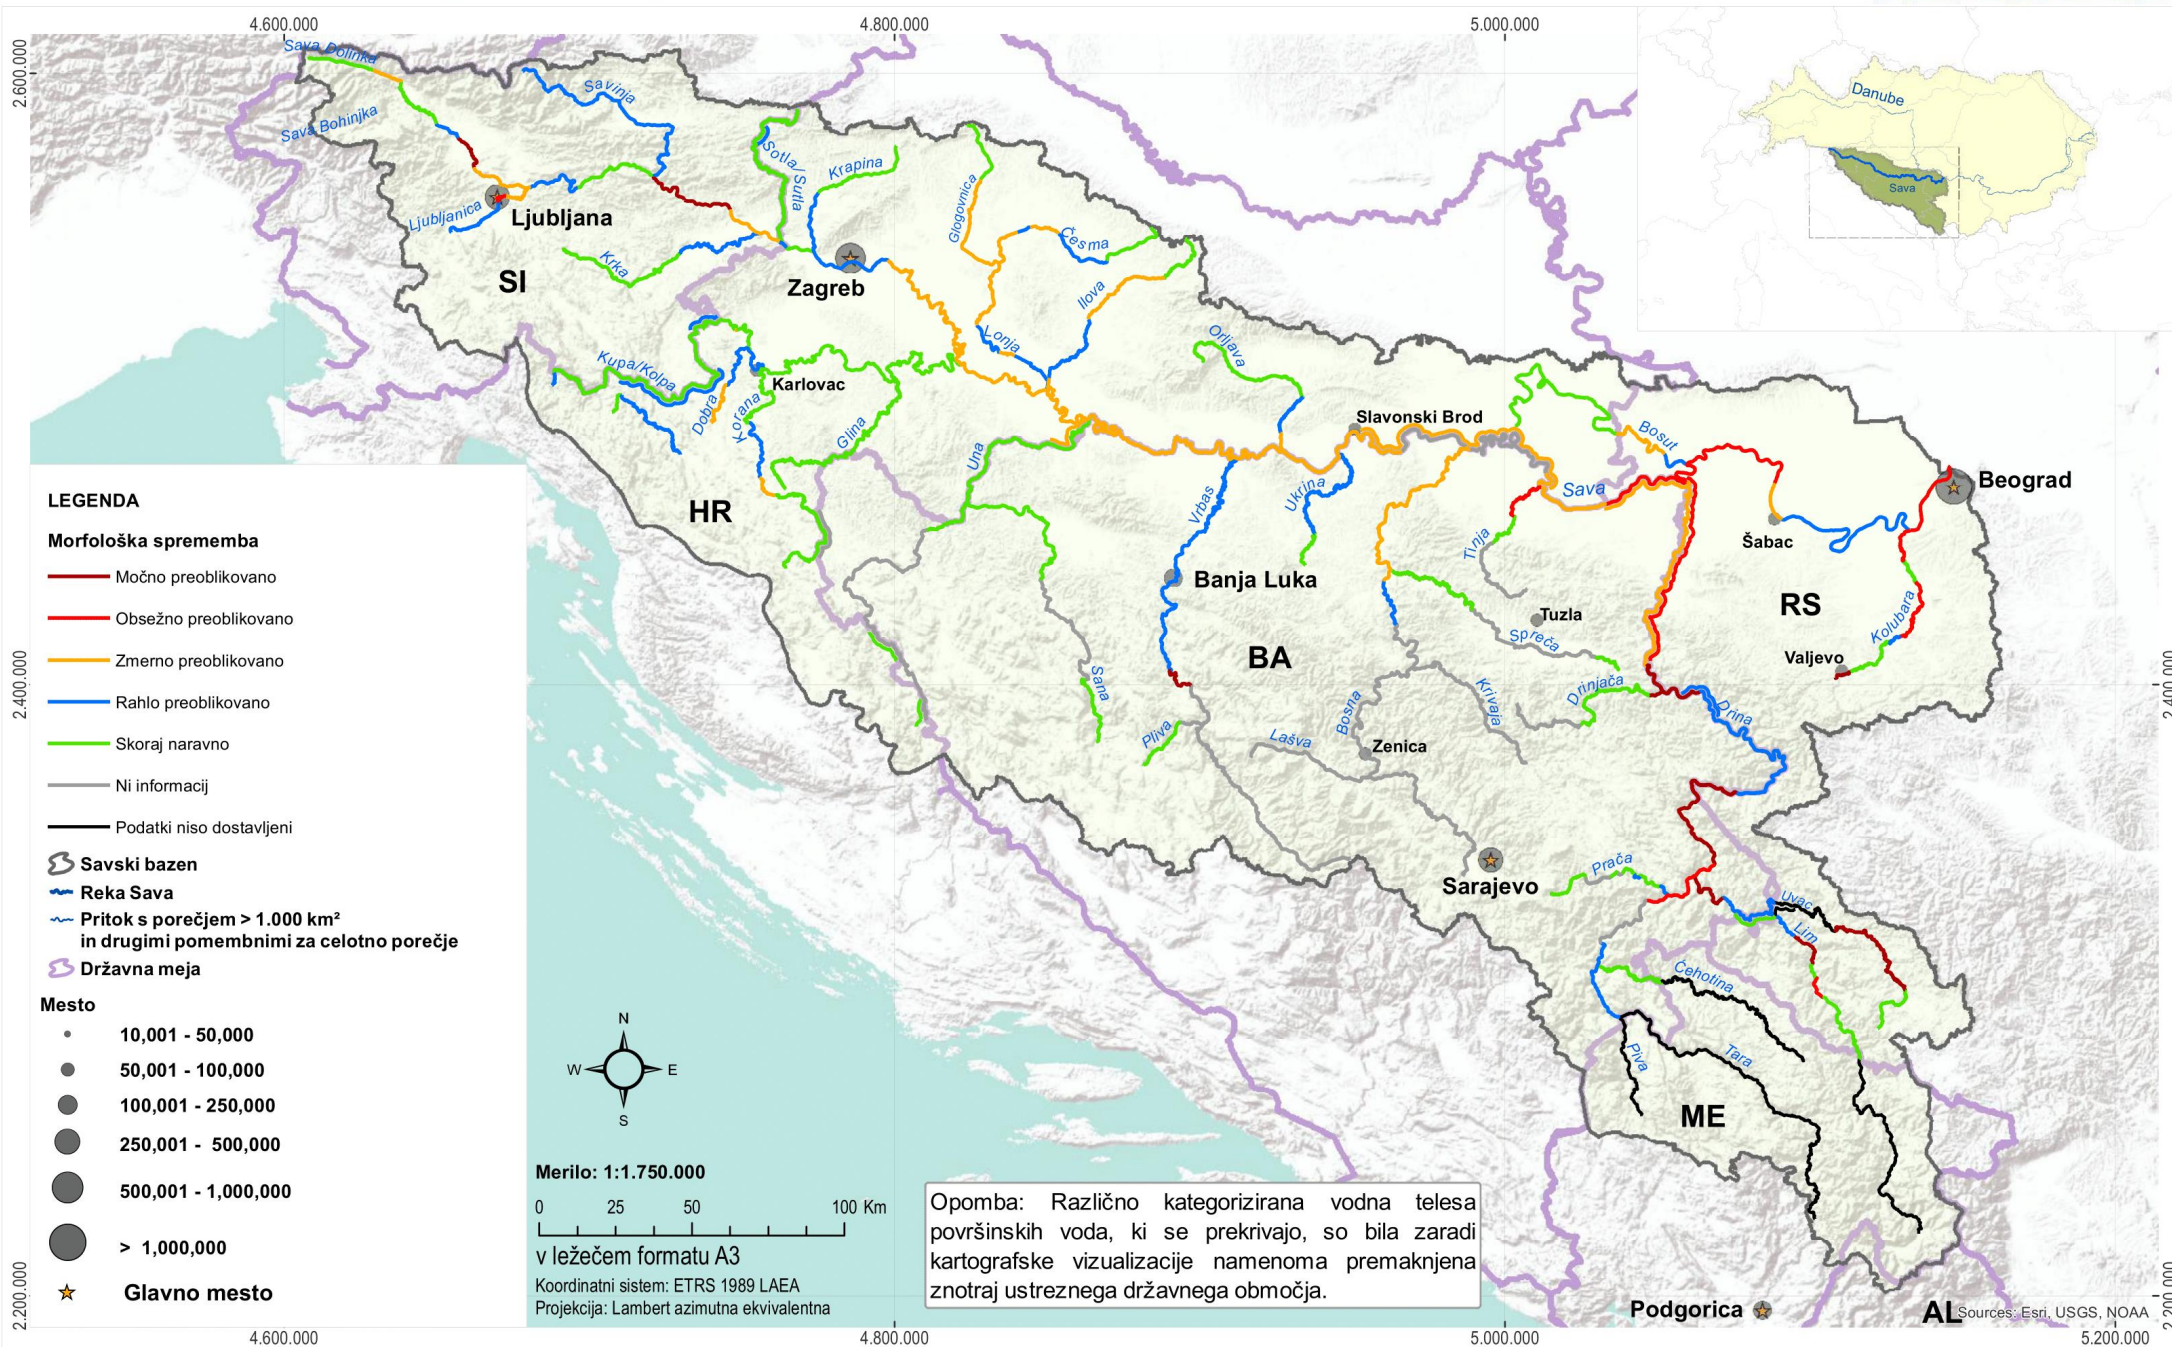 4.600.000
4.800.000
5.000.000
2.600.000
2.400.000
2.200.000
Sava Dolinka
Sava Bohinjka
Savinja
Sotla/Sutla
Krapina
Glogovnica
Česma
Ljubljanica
Ljubljana
Krka
SI
Zagreb
Ilova
Lonja
Orljava
Kupa/Kolpa
Karlovac
Dobra
Korana
Glina
Una
HR
Slavonski Brod
Vrbas
Ukrina
Bosut
Sava
Tinja
Beograd
Šabac
RS
Banja Luka
Tuzla
Spreča
BA
Kolubara
Valjevo
Sana
Pliva
Lašva
Bosna
Zenica
Krivaja
Drinjača
Drina
Sarajevo
Prača
Uvac
Lim
Ćehotina
Piva
Tara
ME
Podgorica
AL
Sources: Esri, USGS, NOAA
Danube
Sava
LEGENDA
Morfološka sprememba
Močno preoblikovano
Obsežno preoblikovano
Zmerno preoblikovano
Rahlo preoblikovano
Skoraj naravno
Ni informacij
Podatki niso dostavljeni
Savski bazen
Reka Sava
Pritok s porečjem > 1.000 km²
in drugimi pomembnimi za celotno porečje
Državna meja
Mesto
10,001 - 50,000
50,001 - 100,000
100,001 - 250,000
250,001 - 500,000
500,001 - 1,000,000
> 1,000,000
Glavno mesto
N
W E
S
Merilo: 1:1.750.000
0 25 50 100 Km
v ležečem formatu A3
Koordinatni sistem: ETRS 1989 LAEA
Projekcija: Lambert azimutna ekvivalentna
Opomba: Različno kategorizirana vodna telesa
površinskih voda, ki se prekrivajo, so bila zaradi
kartografske vizualizacije namenoma premaknjena
znotraj ustreznega državnega območja.
2.400.000
2.200.000
4.600.000
4.800.000
5.000.000
5.200.000